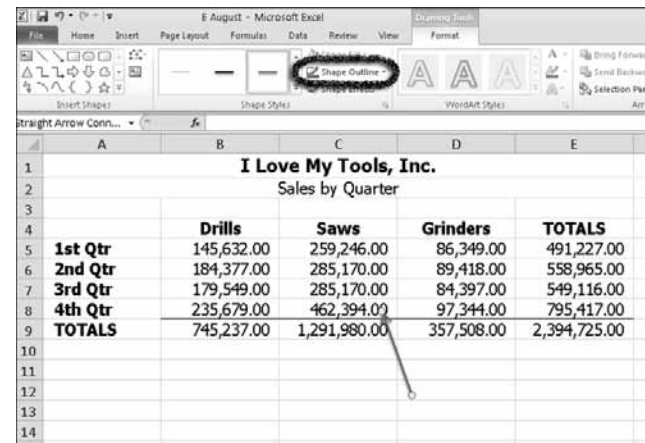 E August - Microsoft Excel Drawing Tools
File Home Insert Page Layout Formulas Data Review View Format
Shape Outline
Bring Forwa
Send Backw
Selection Pa
Insert Shapes Shape Styles WordArt Styles Arr
Straight Arrow Conn... fx
A B C D E
1 I Love My Tools, Inc.
2 Sales by Quarter
3
4 Drills Saws Grinders TOTALS
5 1st Qtr 145,632.00 259,246.00 86,349.00 491,227.00
6 2nd Qtr 184,377.00 285,170.00 89,418.00 558,965.00
7 3rd Qtr 179,549.00 285,170.00 84,397.00 549,116.00
8 4th Qtr 235,679.00 462,394.00 97,344.00 795,417.00
9 TOTALS 745,237.00 1,291,980.00 357,508.00 2,394,725.00
10
11
12
13
14